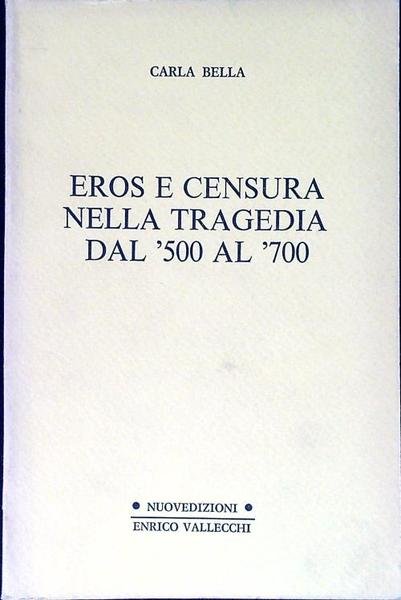 CARLA BELLA
EROS E CENSURA
NELLA TRAGEDIA
DAL '500 AL '700
• NUOVEDIZIONI •
ENRICO VALLECCHI